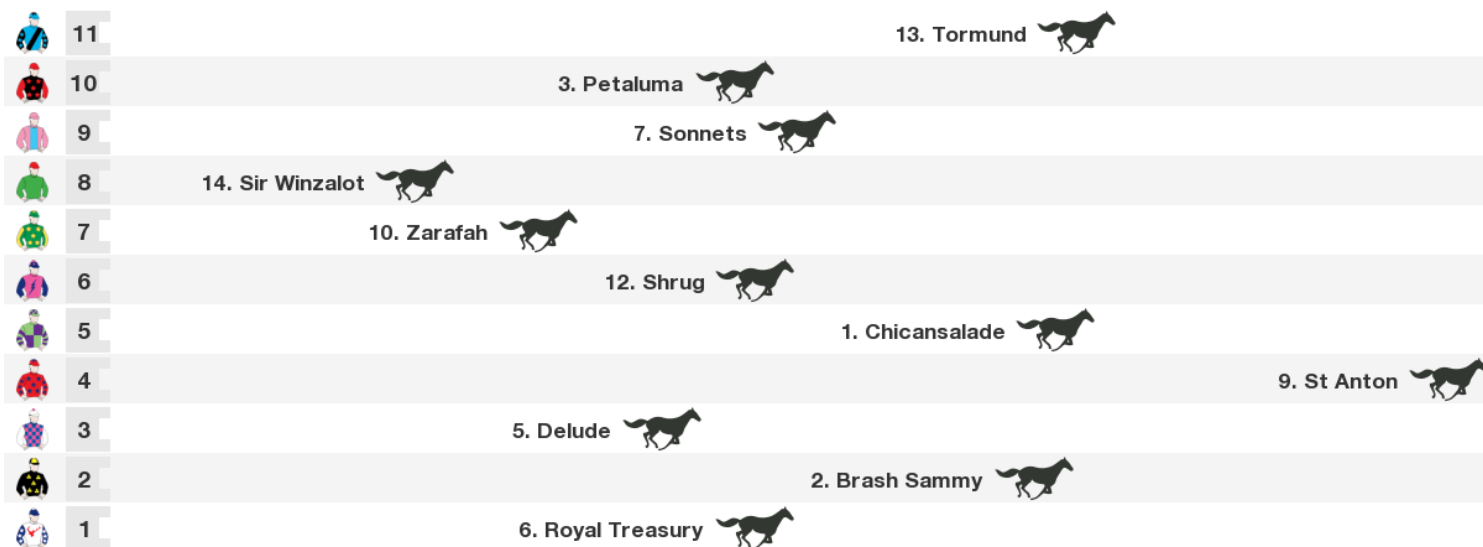 11 13. Tormund
10 3. Petaluma
9 7. Sonnets
8 14. Sir Winzalot
7 10. Zarafah
6 12. Shrug
5 1. Chicansalade
4 9. St Anton
3 5. Delude
2 2. Brash Sammy
1 6. Royal Treasury